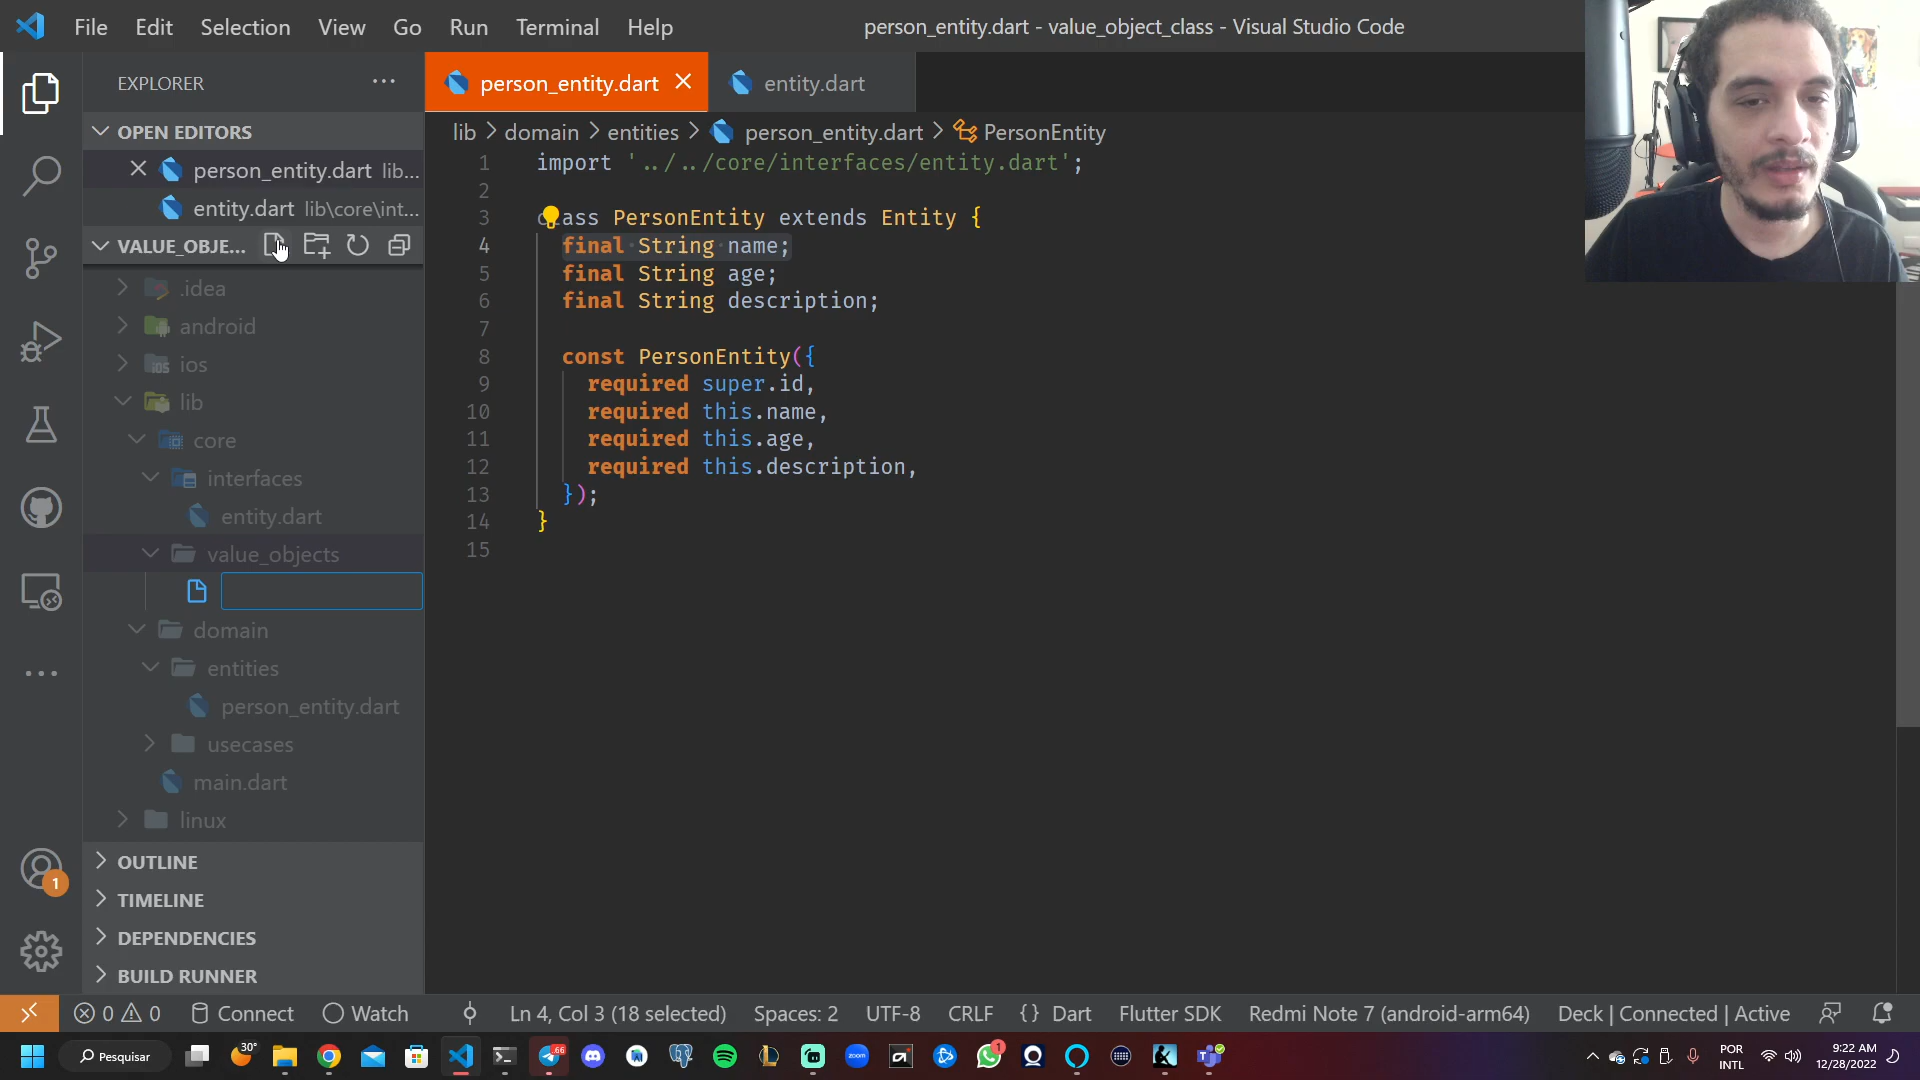 File Edit Selection View Go Run Terminal Help
person_entity.dart - value_object_class - Visual Studio Code
EXPLORER
OPEN EDITORS
person_entity.dart lib...
entity.dart lib\core\int...
VALUE_OBJE...
.idea
android
ios
lib
core
interfaces
entity.dart
value_objects
domain
entities
person_entity.dart
usecases
main.dart
linux
OUTLINE
TIMELINE
DEPENDENCIES
BUILD RUNNER
person_entity.dart
entity.dart
lib > domain > entities > person_entity.dart > PersonEntity
1 import '../../core/interfaces/entity.dart';
2
3 class PersonEntity extends Entity {
4 final String name;
5 final String age;
6 final String description;
7
8 const PersonEntity({
9 required super.id,
10 required this.name,
11 required this.age,
12 required this.description,
13 });
14 }
15
1
0 0 Connect Watch Ln 4, Col 3 (18 selected) Spaces: 2 UTF-8 CRLF {} Dart Flutter SDK Redmi Note 7 (android-arm64) Deck | Connected | Active
30° Pesquisar
66
zoom
1
POR
INTL
9:22 AM
12/28/2022